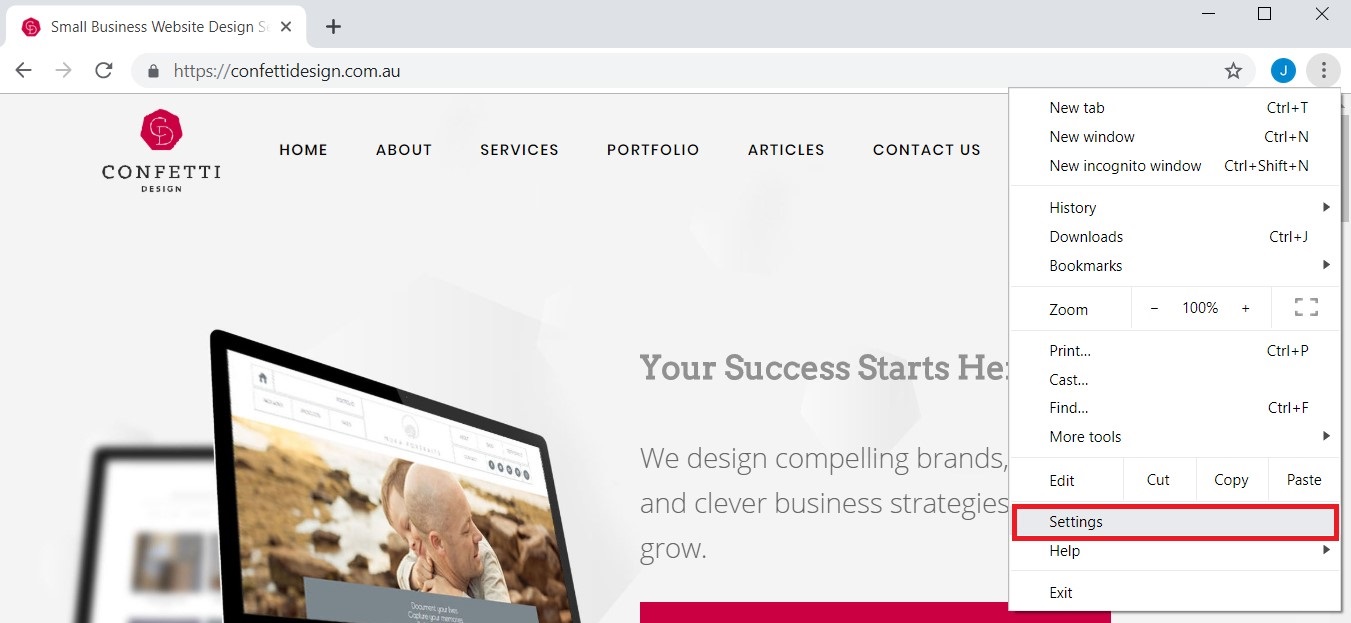 Small Business Website Design Se
https://confettidesign.com.au
J
CONFETTI
DESIGN
HOME
ABOUT
SERVICES
PORTFOLIO
ARTICLES
CONTACT US
Your Success Starts He
We design compelling brands,
and clever business strategies
grow.
Document your lives
Capture your memories
New tab Ctrl+T
New window Ctrl+N
New incognito window Ctrl+Shift+N
History
Downloads Ctrl+J
Bookmarks
Zoom − 100% +
Print... Ctrl+P
Cast...
Find... Ctrl+F
More tools
Edit Cut Copy Paste
Settings
Help
Exit